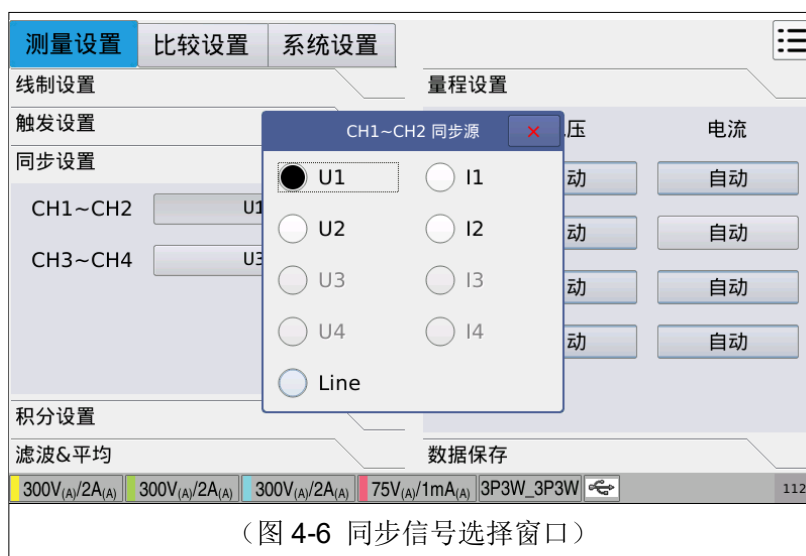 测量设置 比较设置 系统设置
线制设置
触发设置
同步设置
CH1~CH2 U1
CH3~CH4 U3
积分设置
滤波&平均
量程设置
压 电流
动 自动
动 自动
动 自动
动 自动
数据保存
CH1~CH2 同步源 ×
U1 I1
U2 I2
U3 I3
U4 I4
Line
300V(A)/2A(A) 300V(A)/2A(A) 300V(A)/2A(A) 75V(A)/1mA(A) 3P3W_3P3W 112
（图 4-6 同步信号选择窗口）